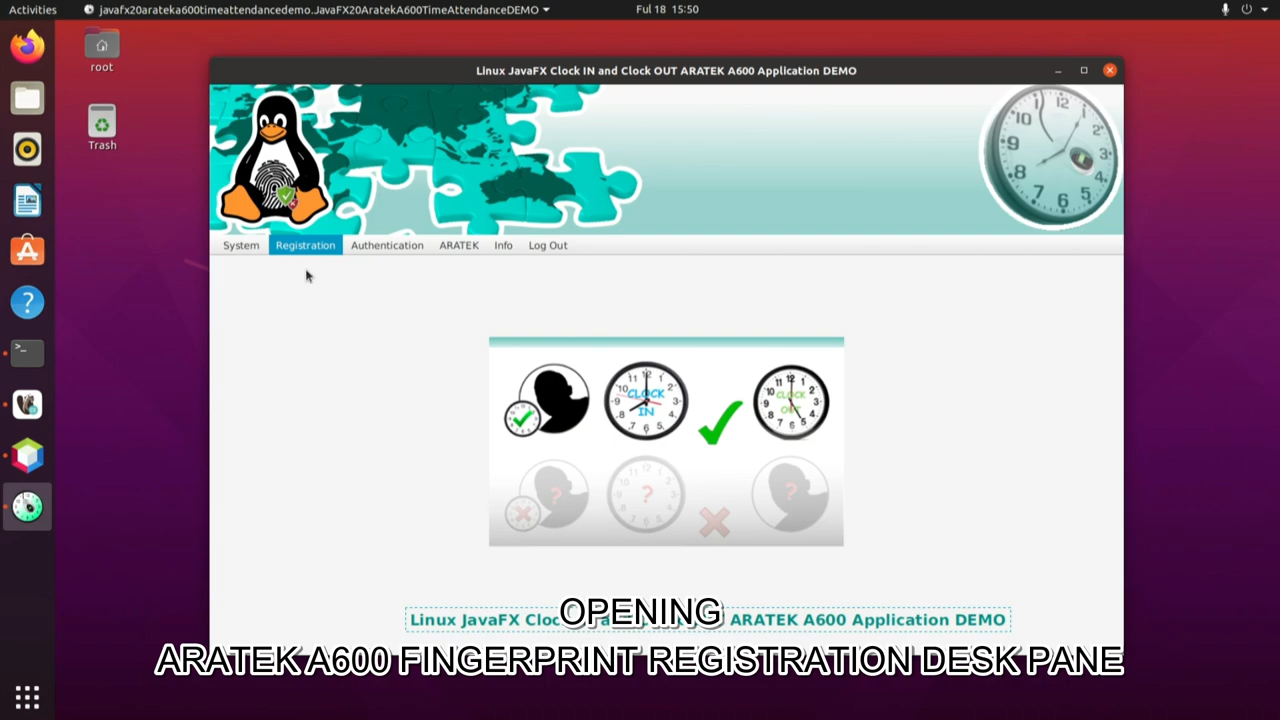 Activities
javafx20arateka600timeattendancedemo.JavaFX20AratekA600TimeAttendanceDEMO
Ful 18 15:50
root
Trash
Linux JavaFX Clock IN and Clock OUT ARATEK A600 Application DEMO
System Registration Authentication ARATEK Info Log Out
CLOCK
IN
CLOCK
OUT
OPENING
Linux JavaFX Cloc ARATEK A600 Application DEMO
ARATEK A600 FINGERPRINT REGISTRATION DESK PANE